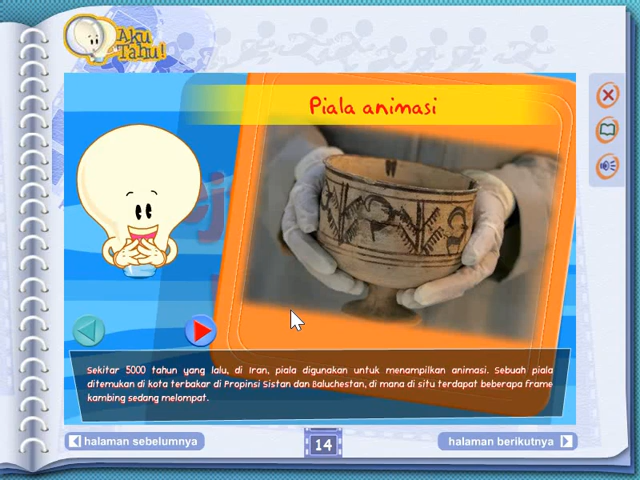 Aku
Tahu!
Piala animasi
Sekitar 5000 tahun yang lalu, di Iran, piala digunakan untuk menampilkan animasi. Sebuah piala
ditemukan di kota terbakar di Propinsi Sistan dan Baluchestan, di mana di situ terdapat beberapa frame
kambing sedang melompat.
halaman sebelumnya
14
halaman berikutnya